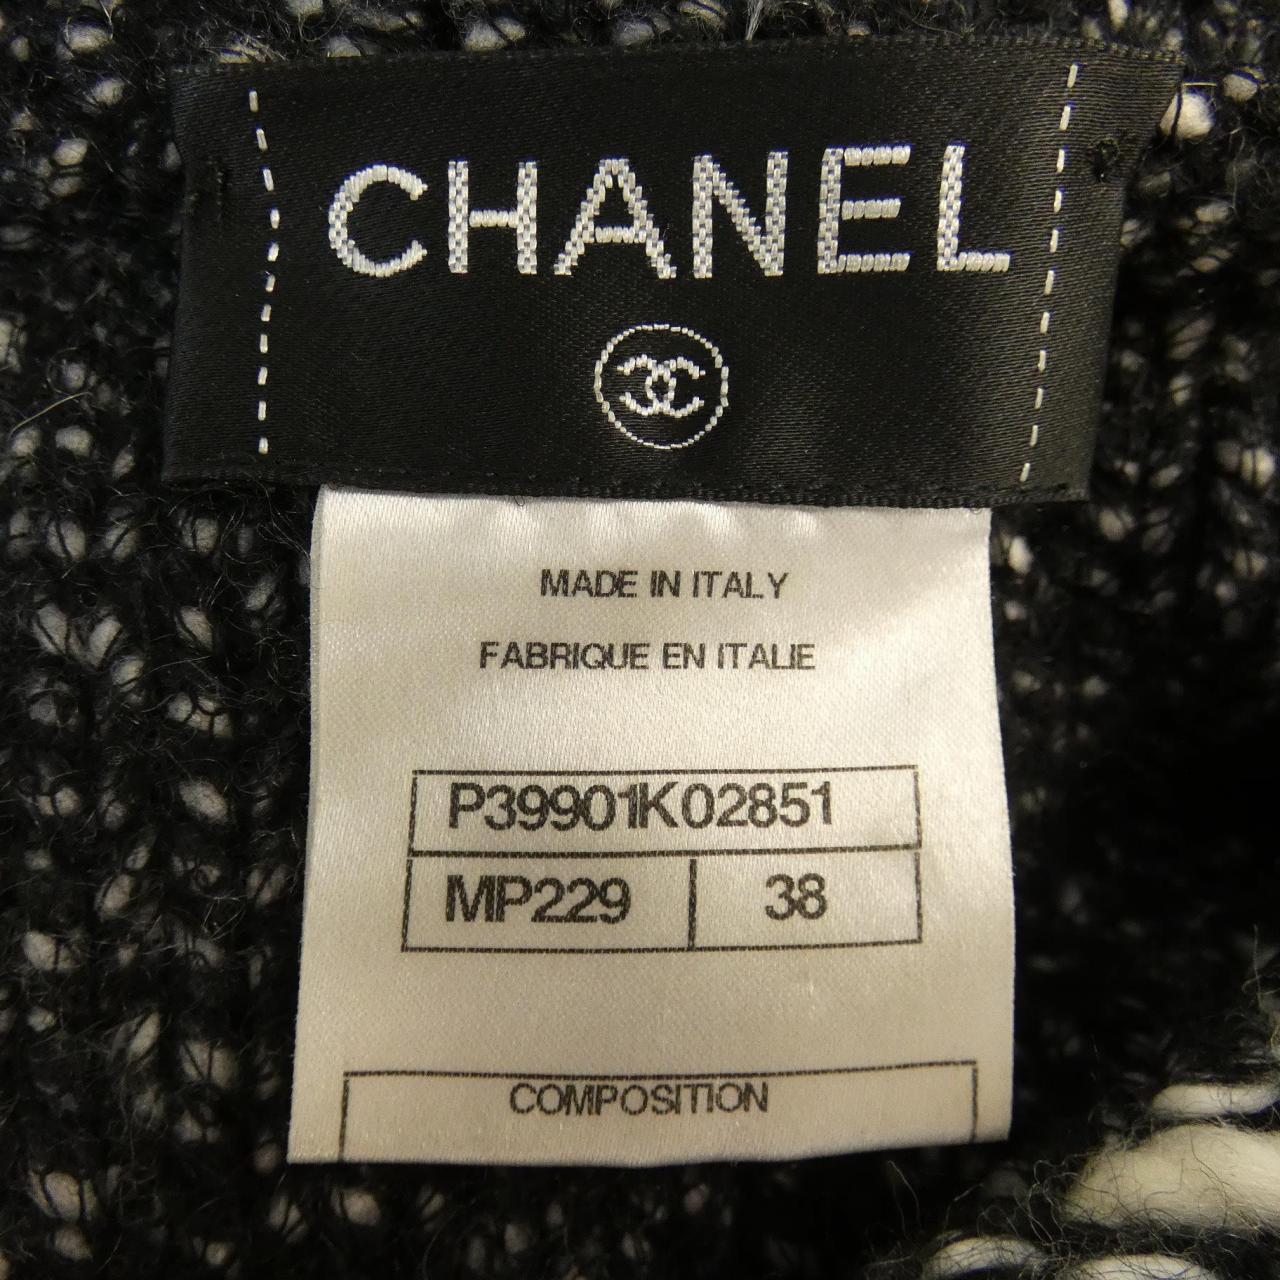 CHANEL
MADE IN ITALY
FABRIQUE EN ITALIE
P39901K02851
MP229 38
COMPOSITION